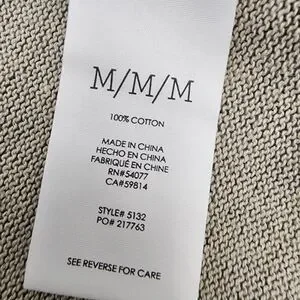 M/M/M
100% COTTON
MADE IN CHINA
HECHO EN CHINA
FABRIQUÉ EN CHINE
RN#54077
CA#59814
STYLE# 5132
PO# 217763
SEE REVERSE FOR CARE